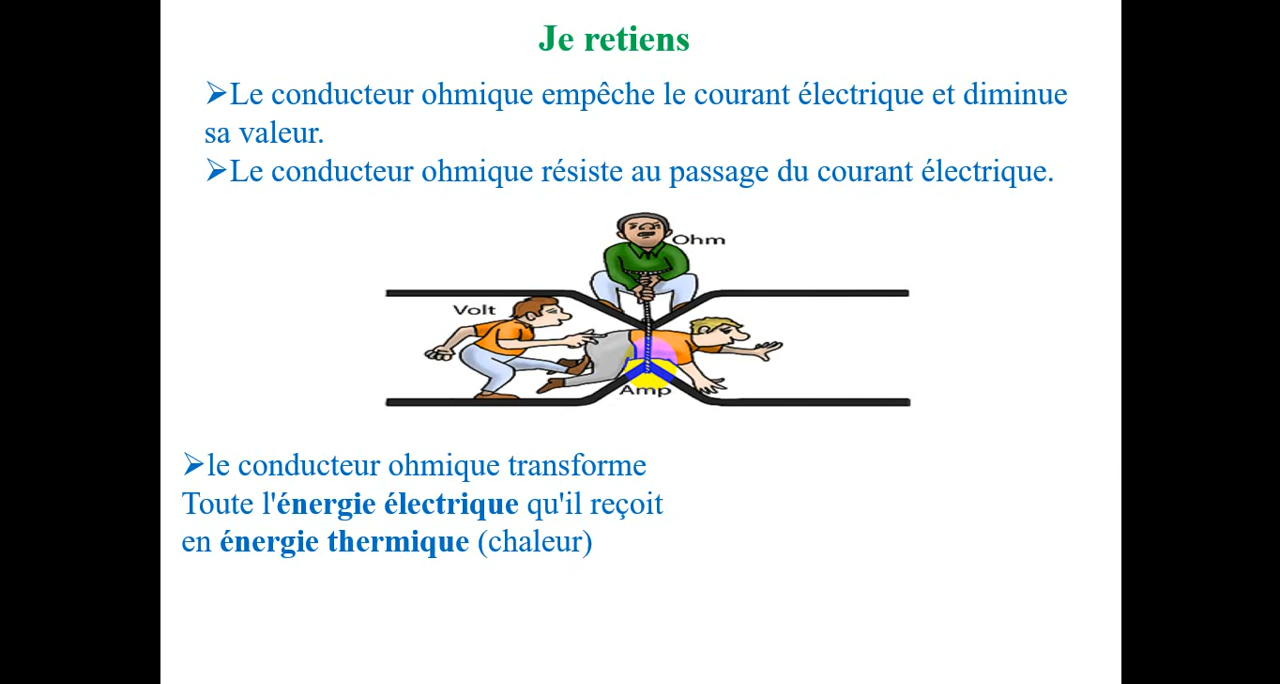 Je retiens
➢Le conducteur ohmique empêche le courant électrique et diminue
sa valeur.
➢Le conducteur ohmique résiste au passage du courant électrique.
Ohm
Volt
Amp
➢le conducteur ohmique transforme
Toute l'énergie électrique qu'il reçoit
en énergie thermique (chaleur)